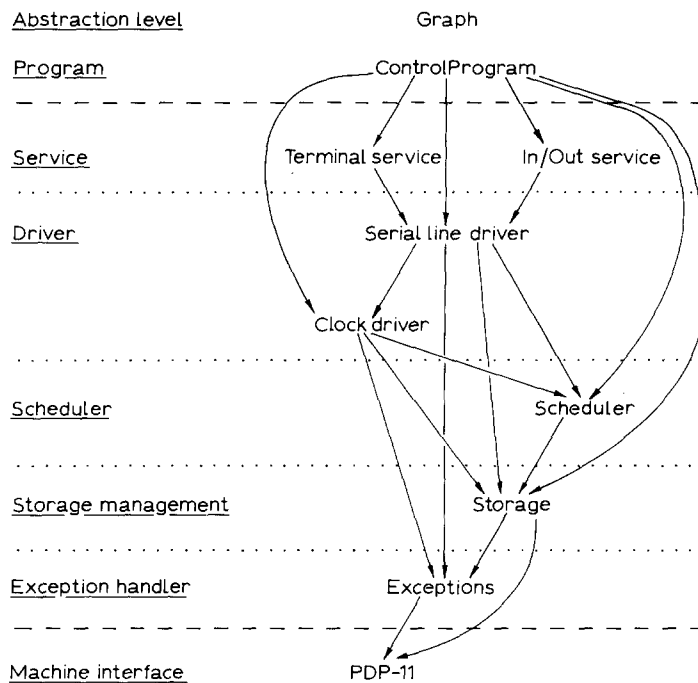 Abstraction level Graph
Program ControlProgram
Service Terminal service In/Out service
Driver Serial line driver
Clock driver
Scheduler Scheduler
Storage management Storage
Exception handler Exceptions
Machine interface PDP-11